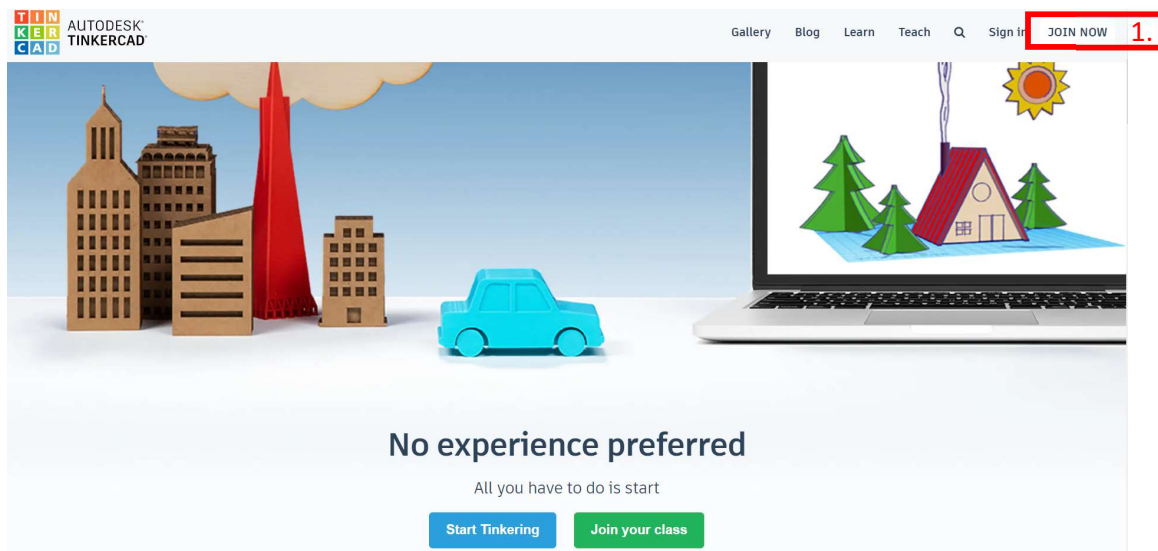 TIN
KER
CAD
AUTODESK®
TINKERCAD®
Gallery Blog Learn Teach Sign in JOIN NOW 1.
No experience preferred
All you have to do is start
Start Tinkering Join your class